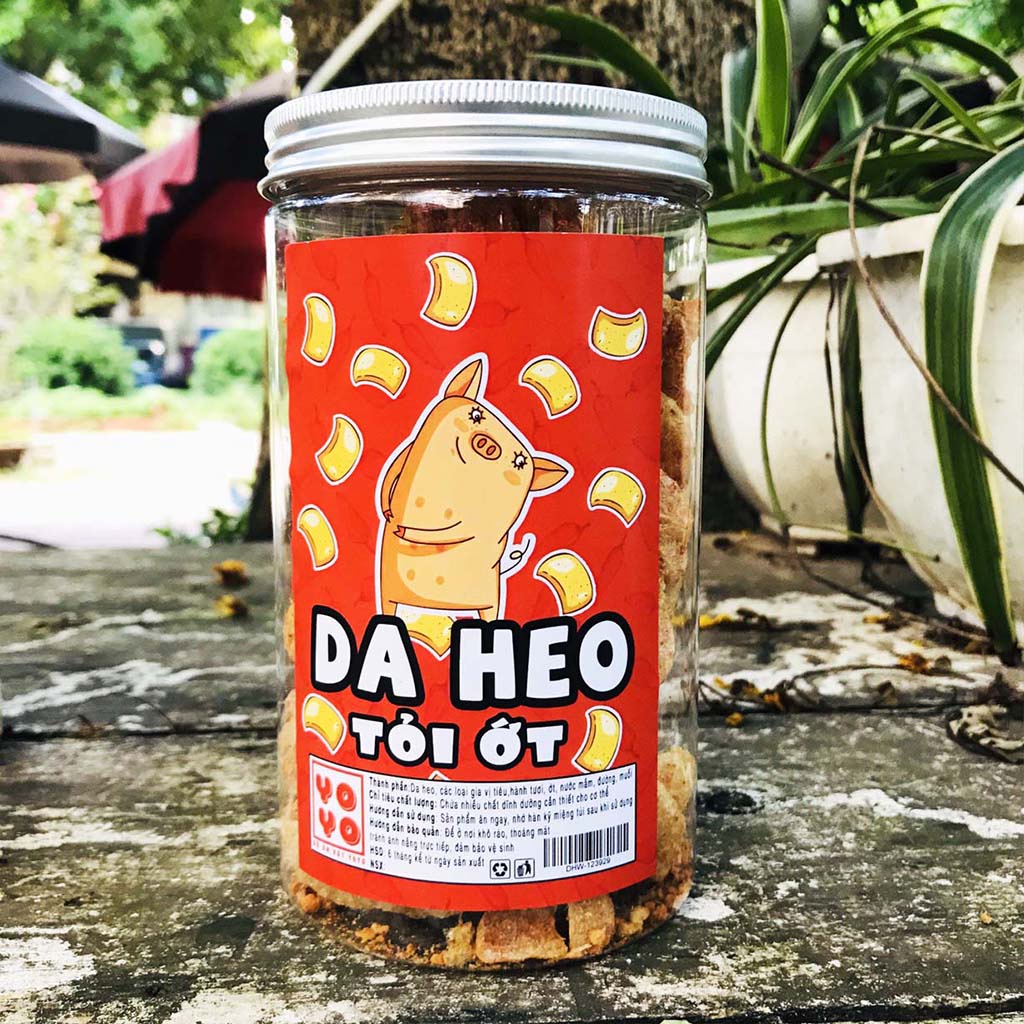 DA HEO
TỎI ỚT
YO
YO
Thành phần:Da heo, các loại gia vị tiêu,hành tươi, ớt, nước mắm, đường, muối
Chỉ tiêu chất lượng: Chứa nhiều chất dinh dưỡng cần thiết cho cơ thể
Hướng dẫn sử dụng: Sản phẩm ăn ngay, nhớ hàn kỹ miệng túi sau khi sử dụng
Hướng dẫn bảo quản: Để ở nơi khô ráo, thoáng mát
tránh ánh nắng trực tiếp, đảm bảo vệ sinh
HSD: 6 tháng kể từ ngày sản xuất
NSX
DHW-123929